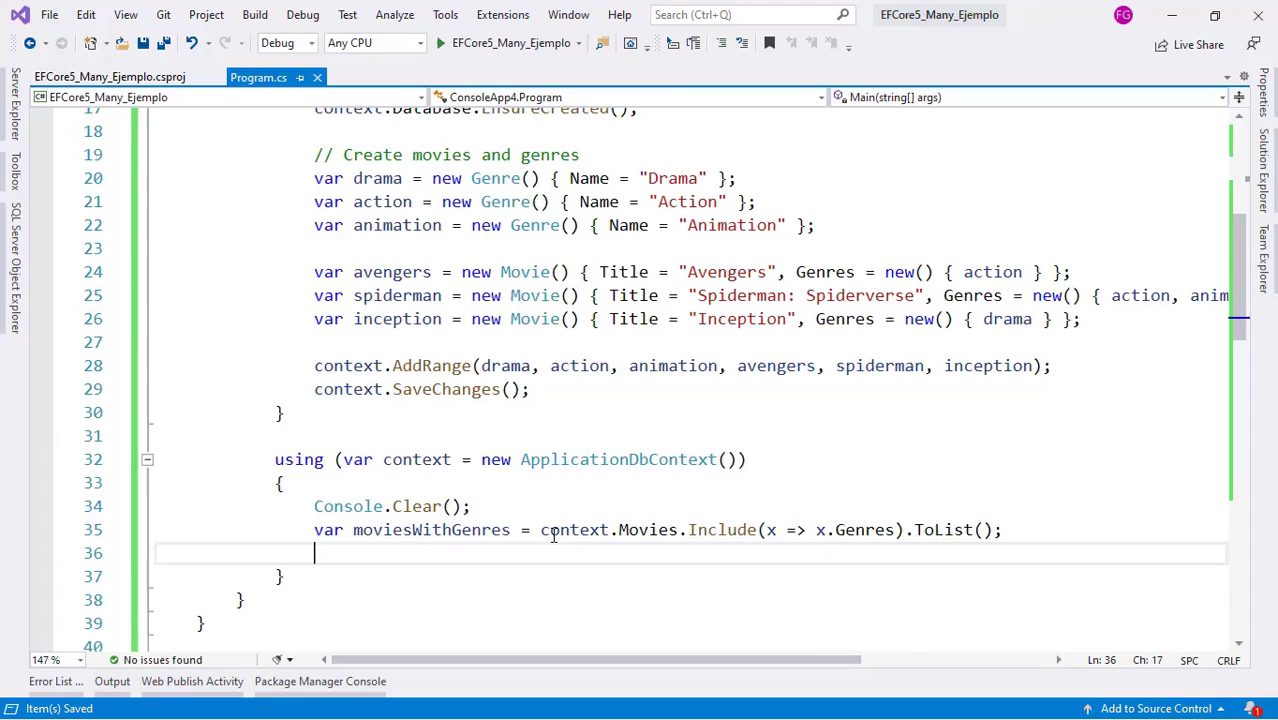 File Edit View Git Project Build Debug Test Analyze Tools Extensions Window Help Search (Ctrl+Q) EFCore5_Many_Ejemplo FG
Debug Any CPU EFCore5_Many_Ejemplo Live Share
EFCore5_Many_Ejemplo.csproj Program.cs
EFCore5_Many_Ejemplo ConsoleApp4.Program Main(string[] args)
17 context.Database.EnsureCreated();
18
19 // Create movies and genres
20 var drama = new Genre() { Name = "Drama" };
21 var action = new Genre() { Name = "Action" };
22 var animation = new Genre() { Name = "Animation" };
23
24 var avengers = new Movie() { Title = "Avengers", Genres = new() { action } };
25 var spiderman = new Movie() { Title = "Spiderman: Spiderverse", Genres = new() { action, anim
26 var inception = new Movie() { Title = "Inception", Genres = new() { drama } };
27
28 context.AddRange(drama, action, animation, avengers, spiderman, inception);
29 context.SaveChanges();
30 }
31
32 using (var context = new ApplicationDbContext())
33 {
34 Console.Clear();
35 var moviesWithGenres = context.Movies.Include(x => x.Genres).ToList();
36
37 }
38 }
39 }
40
147 % No issues found Ln: 36 Ch: 17 SPC CRLF
Error List ... Output Web Publish Activity Package Manager Console
Item(s) Saved Add to Source Control 1
Server Explorer
Toolbox
SQL Server Object Explorer
Properties
Solution Explorer
Team Explorer